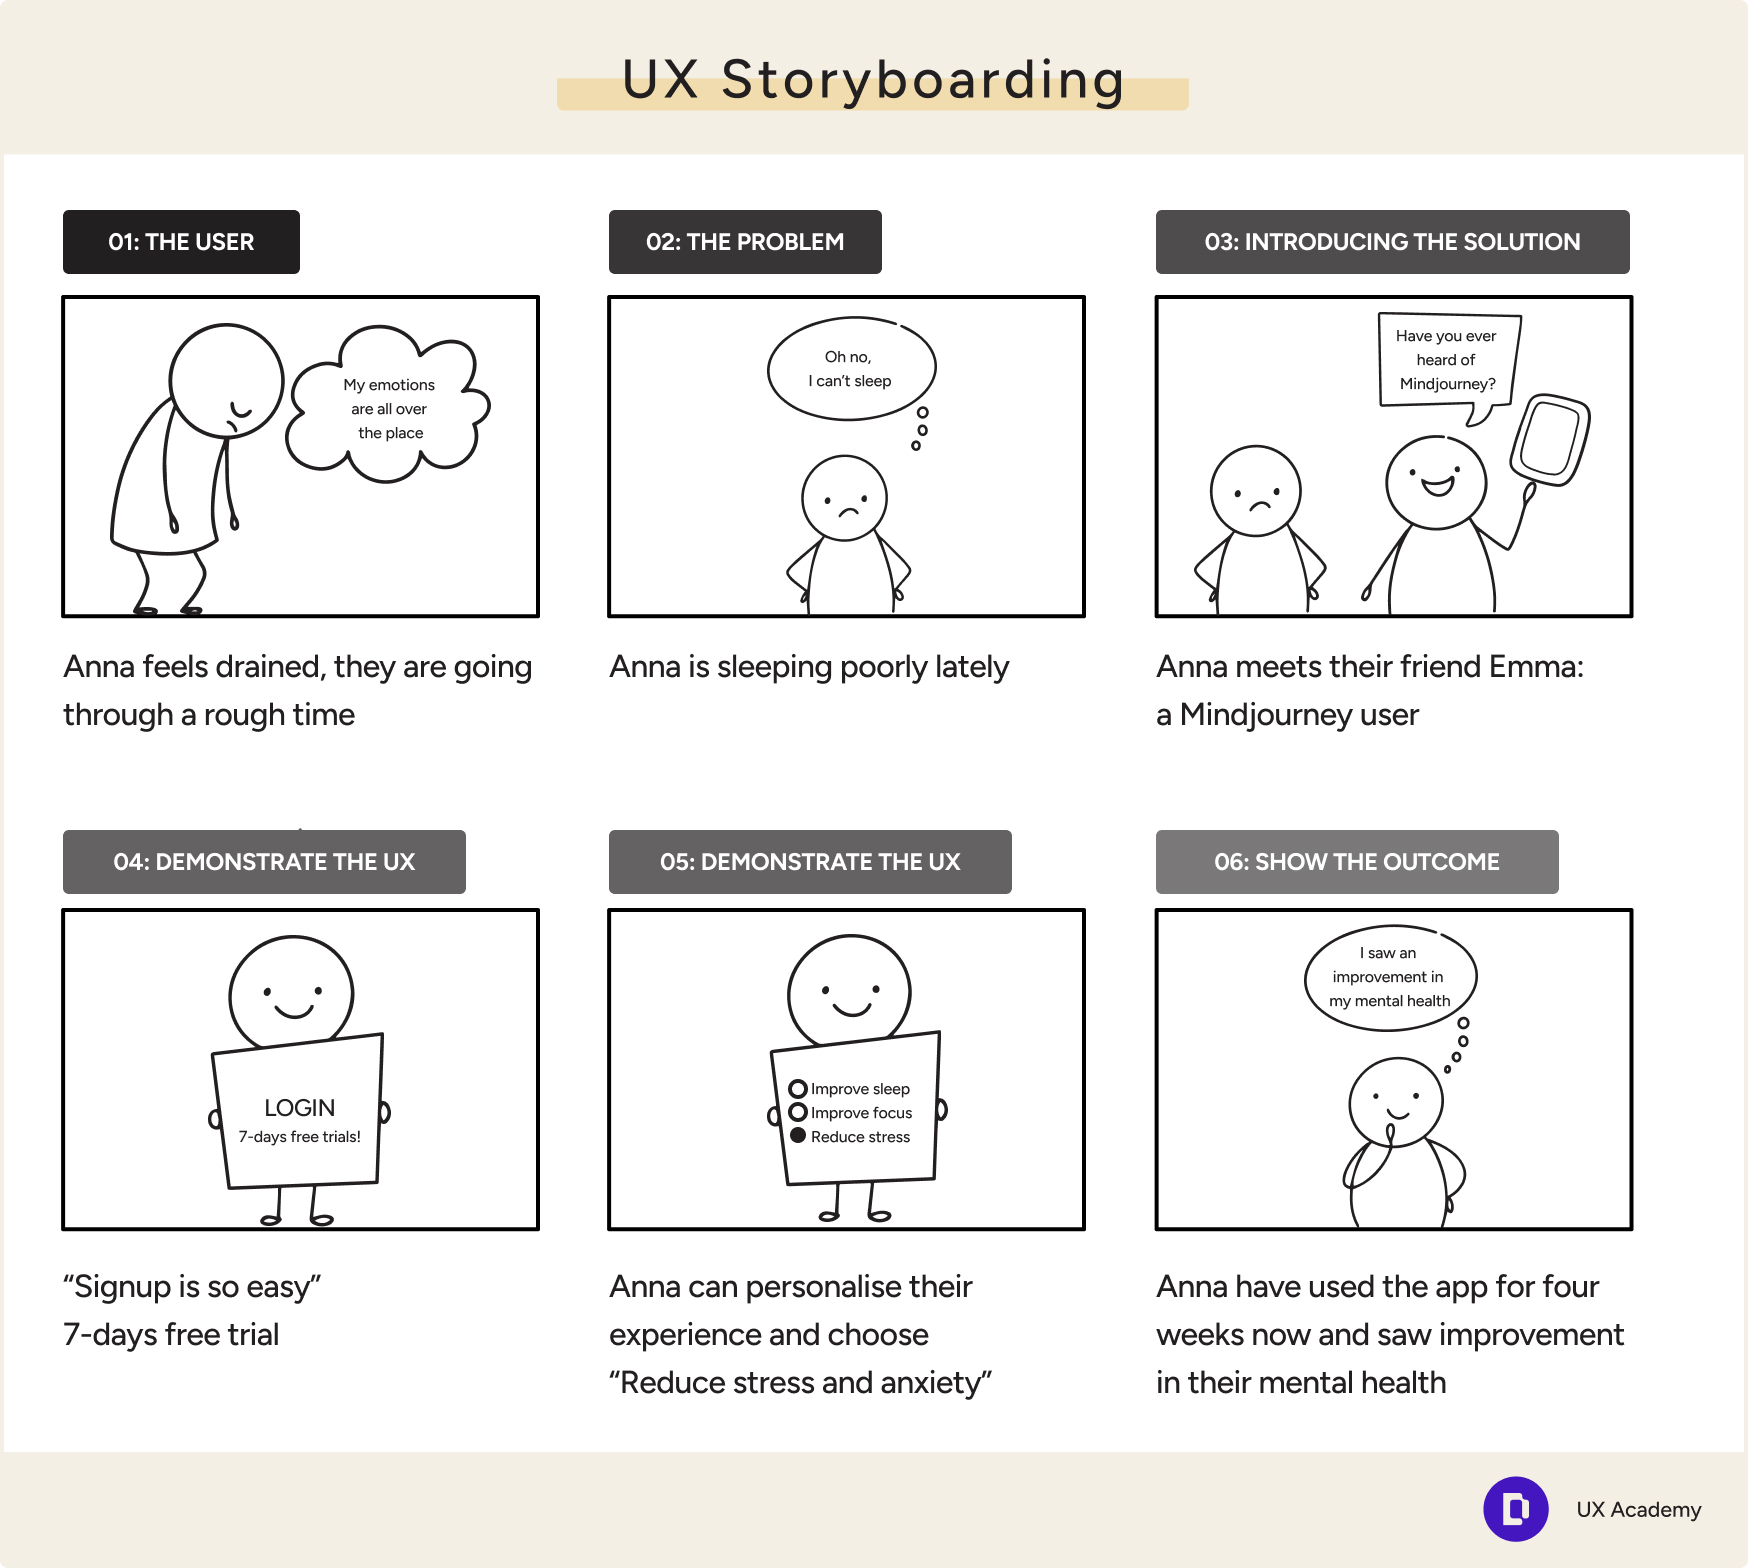 UX Storyboarding
01: THE USER
My emotions
are all over
the place
Anna feels drained, they are going
through a rough time
02: THE PROBLEM
Oh no,
I can't sleep
Anna is sleeping poorly lately
03: INTRODUCING THE SOLUTION
Have you ever
heard of
Mindjourney?
Anna meets their friend Emma:
a Mindjourney user
04: DEMONSTRATE THE UX
LOGIN
7-days free trials!
“Signup is so easy”
7-days free trial
05: DEMONSTRATE THE UX
Improve sleep
Improve focus
Reduce stress
Anna can personalise their
experience and choose
“Reduce stress and anxiety”
06: SHOW THE OUTCOME
I saw an
improvement in
my mental health
Anna have used the app for four
weeks now and saw improvement
in their mental health
D
UX Academy